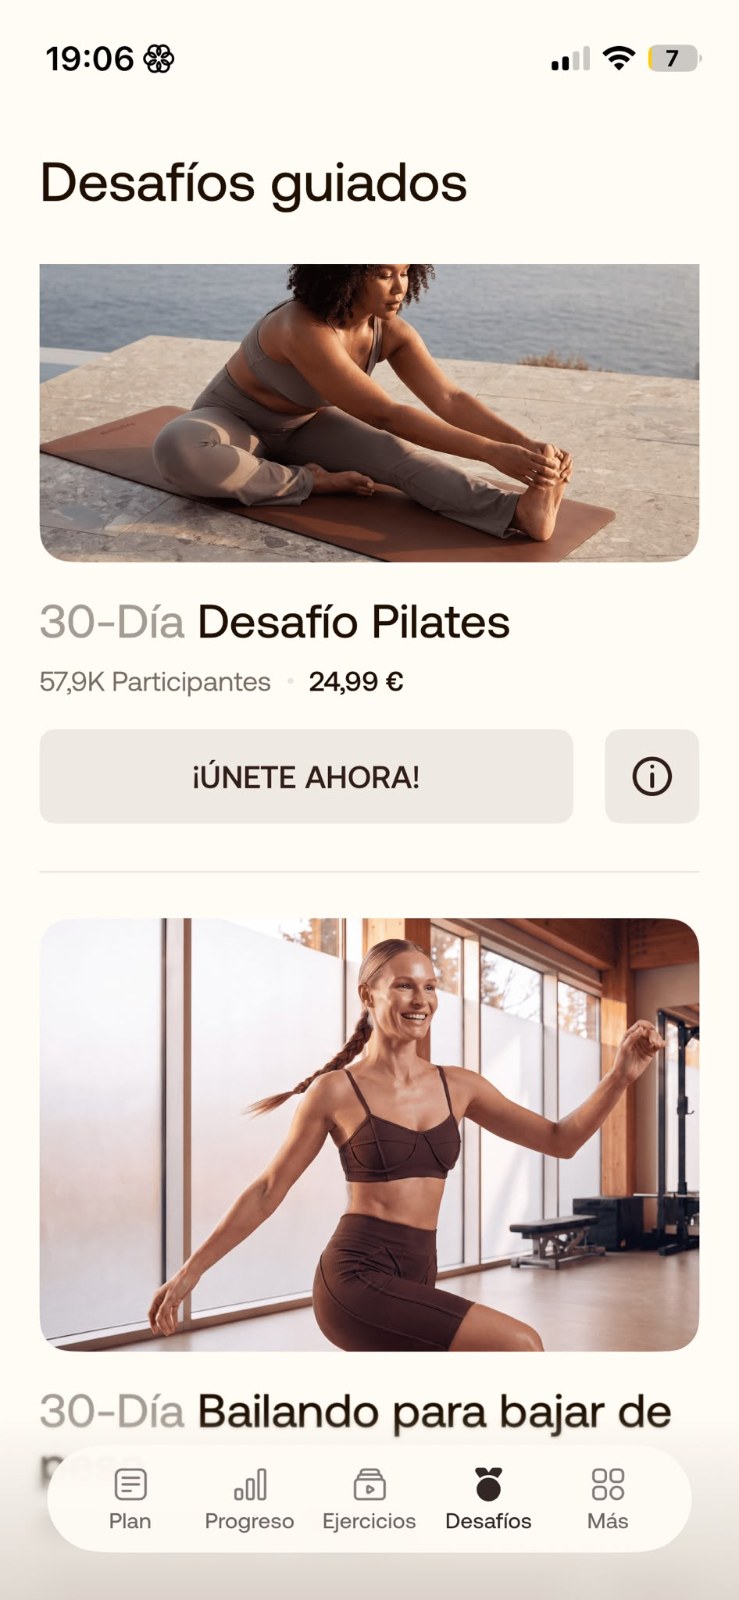 19:06
7
Desafíos guiados
30-Día Desafío Pilates
57,9K Participantes • 24,99 €
¡ÚNETE AHORA!
30-Día Bailando para bajar de
Plan Progreso Ejercicios Desafíos Más